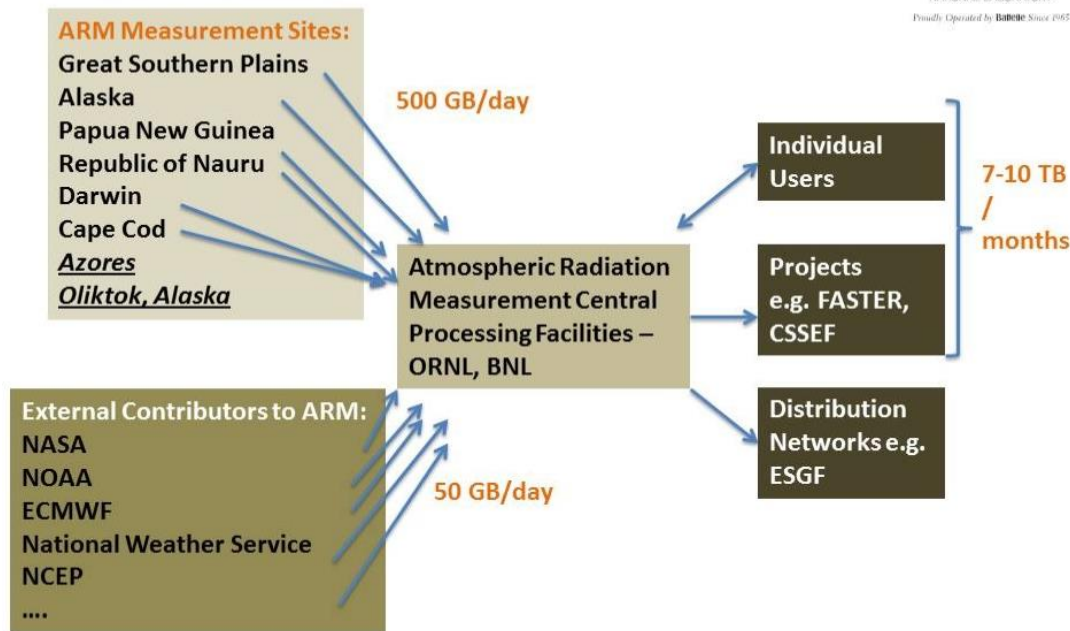 Proudly Operated by Battelle Since 1965
ARM Measurement Sites:
Great Southern Plains
Alaska
Papua New Guinea
Republic of Nauru
Darwin
Cape Cod
Azores
Oliktok, Alaska
500 GB/day
Atmospheric Radiation
Measurement Central
Processing Facilities –
ORNL, BNL
Individual
Users
Projects
e.g. FASTER,
CSSEF
Distribution
Networks e.g.
ESGF
7-10 TB
/
months
External Contributors to ARM:
NASA
NOAA
ECMWF
National Weather Service
NCEP
....
50 GB/day